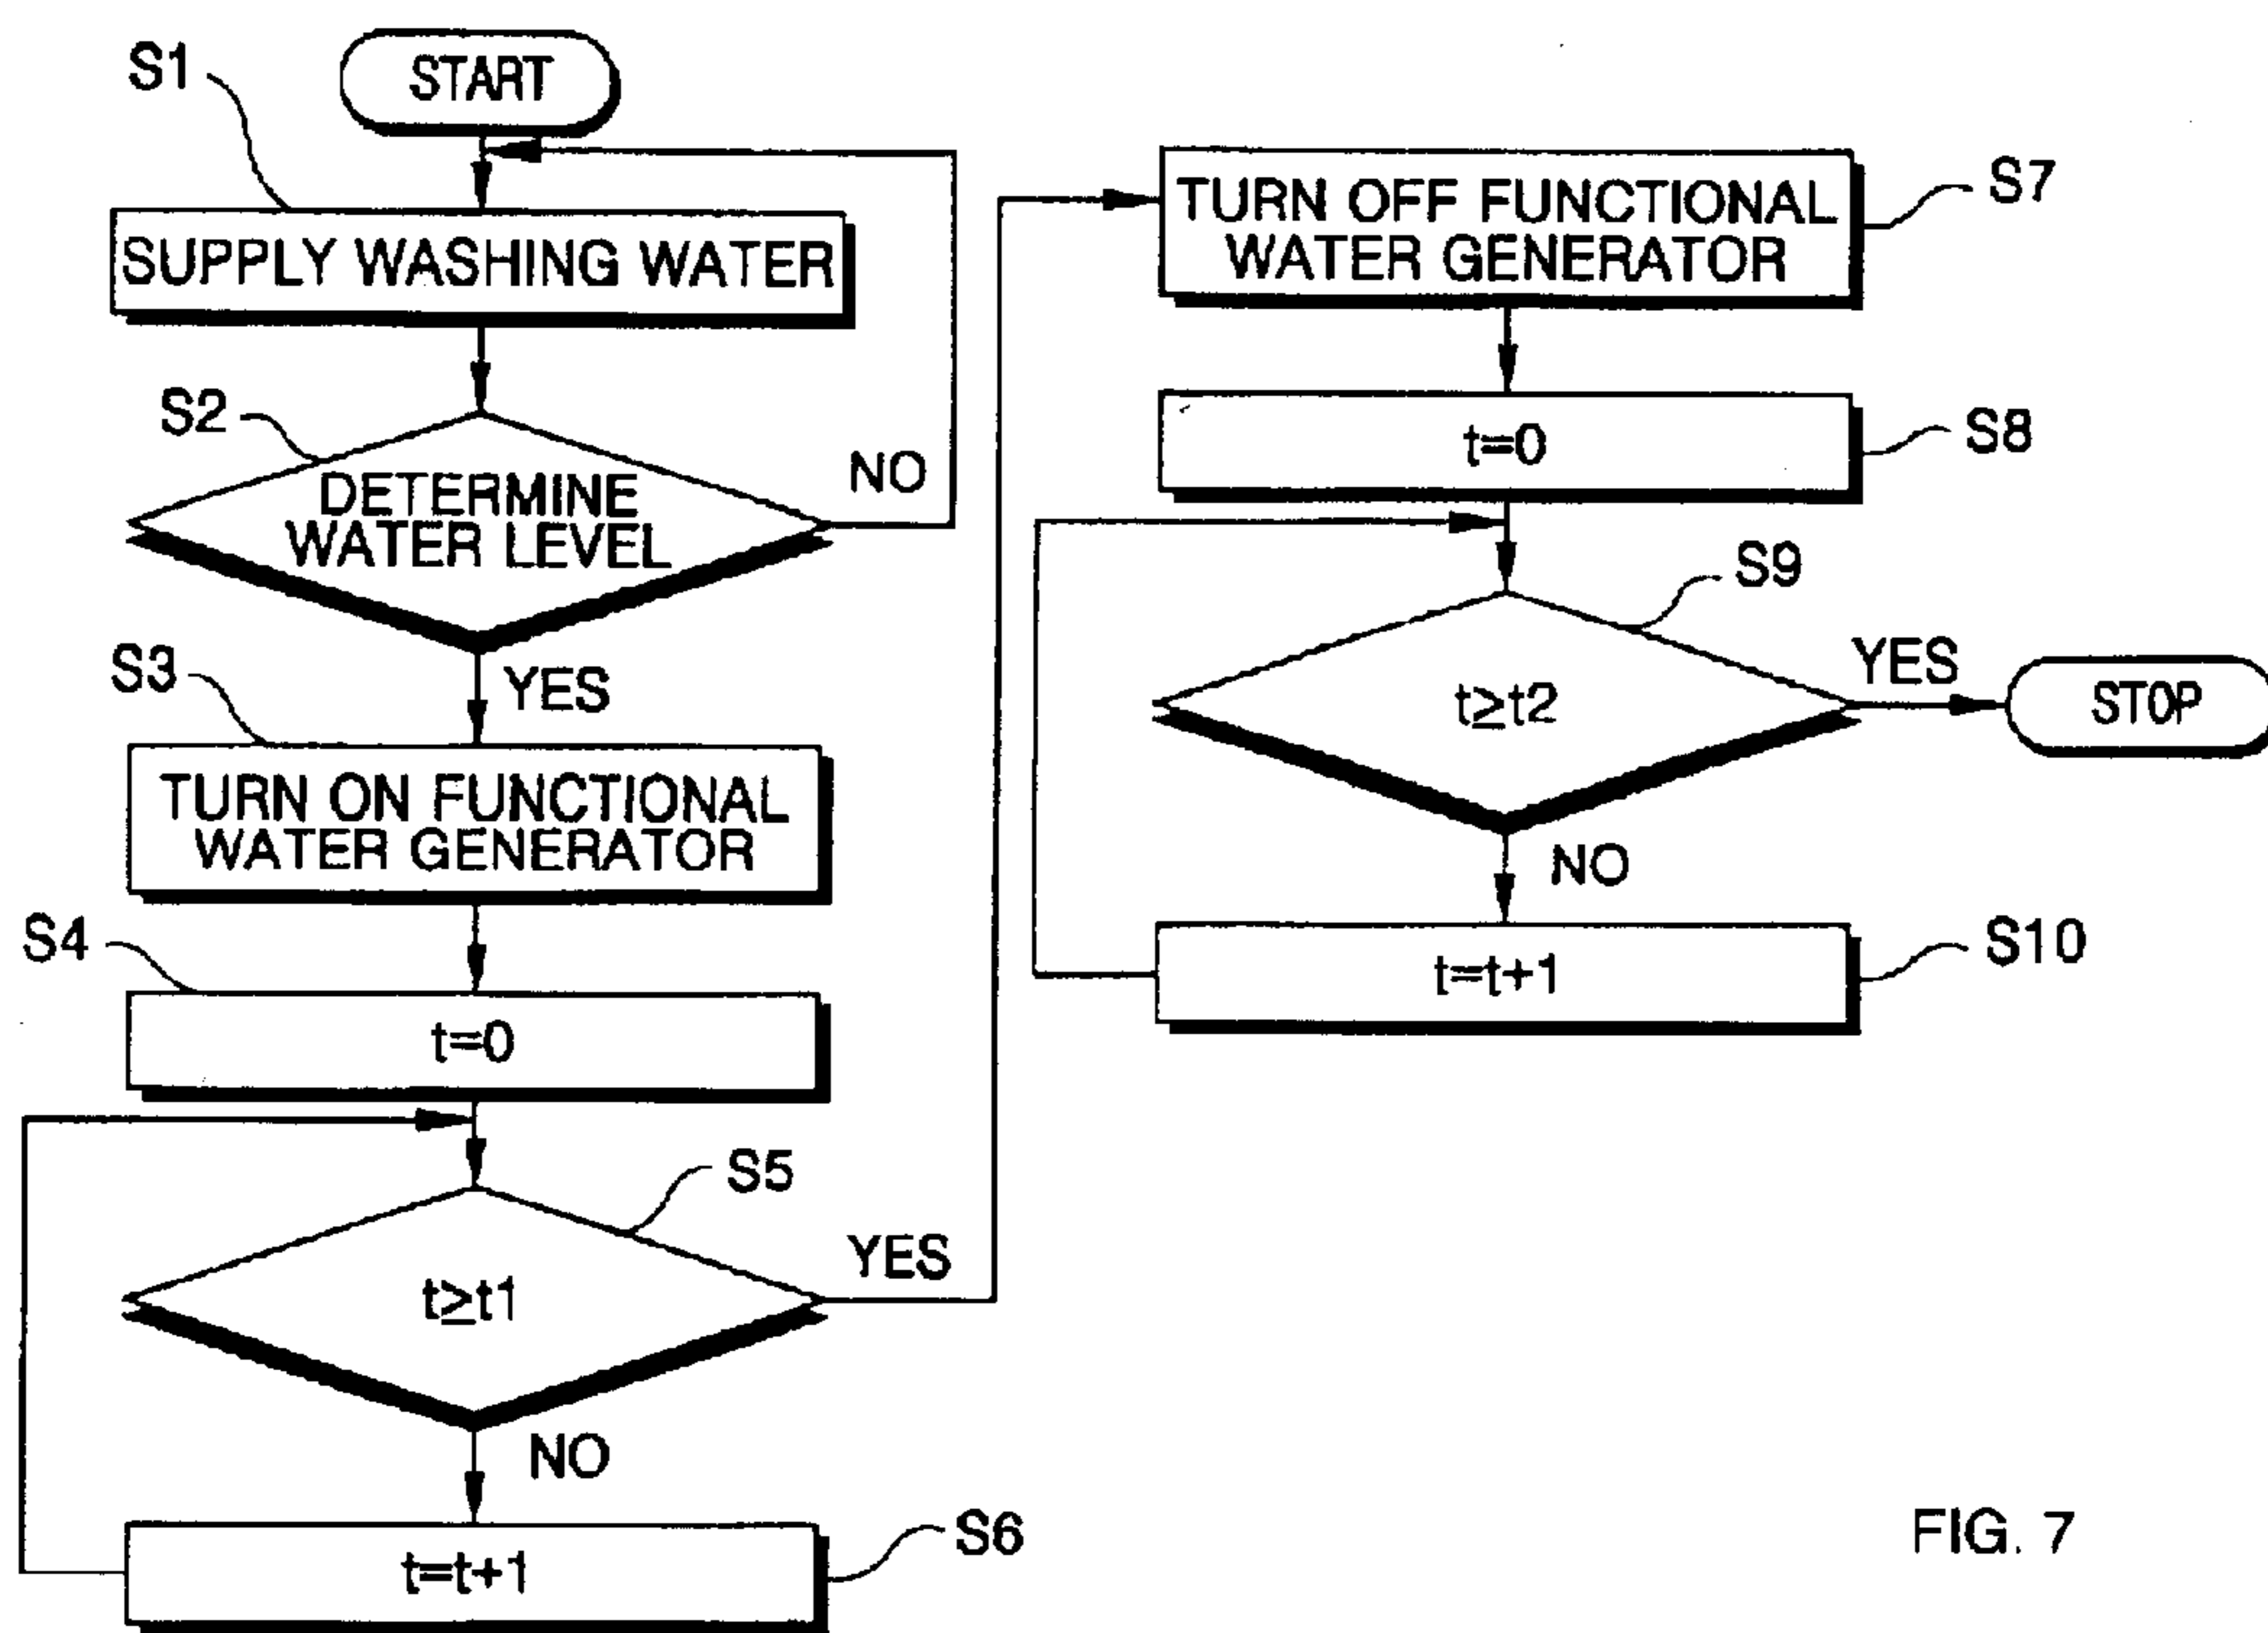 S1
START
SUPPLY WASHING WATER
S2
DETERMINE
WATER LEVEL
NO
YES
S3
TURN ON FUNCTIONAL
WATER GENERATOR
S4
t=0
S5
t≥t1
YES
NO
S6
t=t+1
S7
TURN OFF FUNCTIONAL
WATER GENERATOR
S8
t=0
S9
t≥t2
YES
STOP
NO
S10
t=t+1
FIG. 7